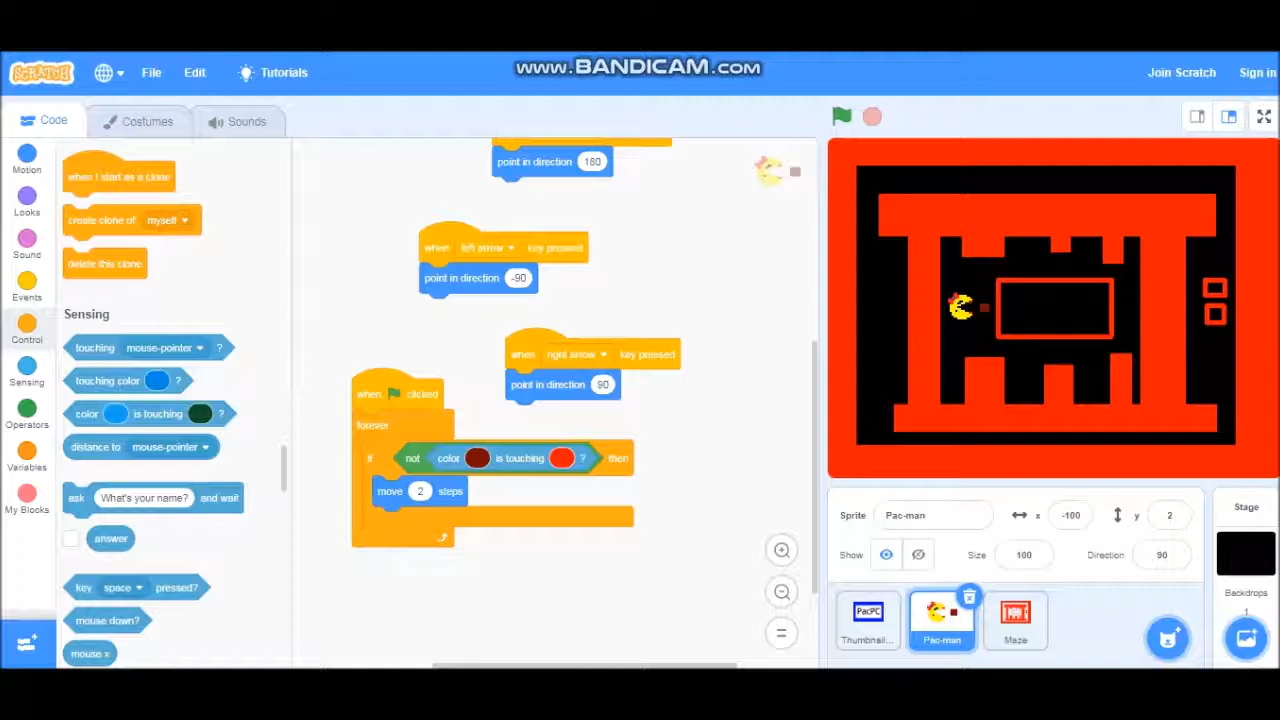 www.BANDICAM.com
SCRATCH
File
Edit
Tutorials
Join Scratch
Sign in
Code
Costumes
Sounds
Motion
Looks
Sound
Events
Control
Sensing
Operators
Variables
My Blocks
when I start as a clone
create clone of myself
delete this clone
Sensing
touching mouse-pointer ?
touching color ?
color is touching ?
distance to mouse-pointer
ask What's your name? and wait
answer
key space pressed?
mouse down?
mouse x
point in direction 180
when left arrow key pressed
point in direction -90
when right arrow key pressed
point in direction 90
when clicked
forever
if not color is touching ? then
move 2 steps
Sprite Pac-man x -100 y 2
Show Size 100 Direction 90
PacPC
Thumbnail...
Pac-man
Maze
Stage
Backdrops
1